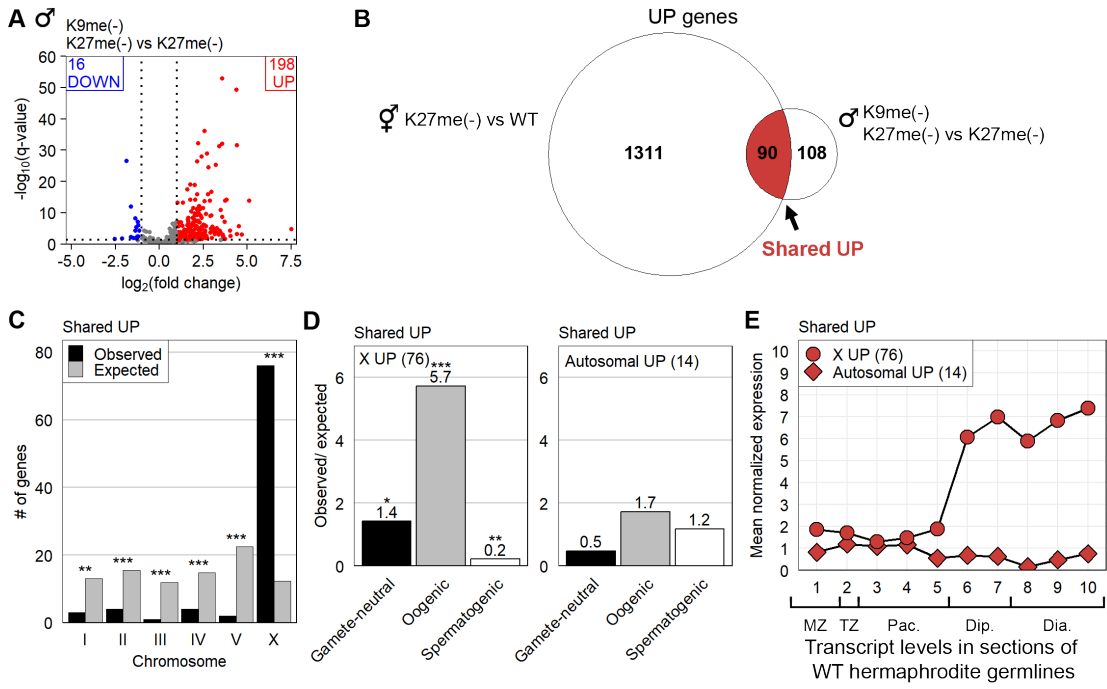 A ♂ K9me(-)
K27me(-) vs K27me(-)
16
DOWN
198
UP
60
50
40
30
20
10
0
-log10(q-value)
-5.0 -2.5 0.0 2.5 5.0 7.5
log2(fold change)
B
UP genes
⚥ K27me(-) vs WT
1311
90
108
♂ K9me(-)
K27me(-) vs K27me(-)
Shared UP
C
Shared UP
Observed
Expected
80
60
40
20
0
# of genes
** *** *** *** *** ***
I II III IV V X
Chromosome
D
Shared UP
X UP (76)
6
4
2
0
Observed/ expected
*
1.4
***
5.7
**
0.2
Gamete-neutral
Oogenic
Spermatogenic
Shared UP
Autosomal UP (14)
6
4
2
0
0.5
1.7
1.2
Gamete-neutral
Oogenic
Spermatogenic
E
Shared UP
X UP (76)
Autosomal UP (14)
10
9
8
7
6
5
4
3
2
1
0
Mean normalized expression
1 2 3 4 5 6 7 8 9 10
MZ TZ Pac. Dip. Dia.
Transcript levels in sections of
WT hermaphrodite germlines